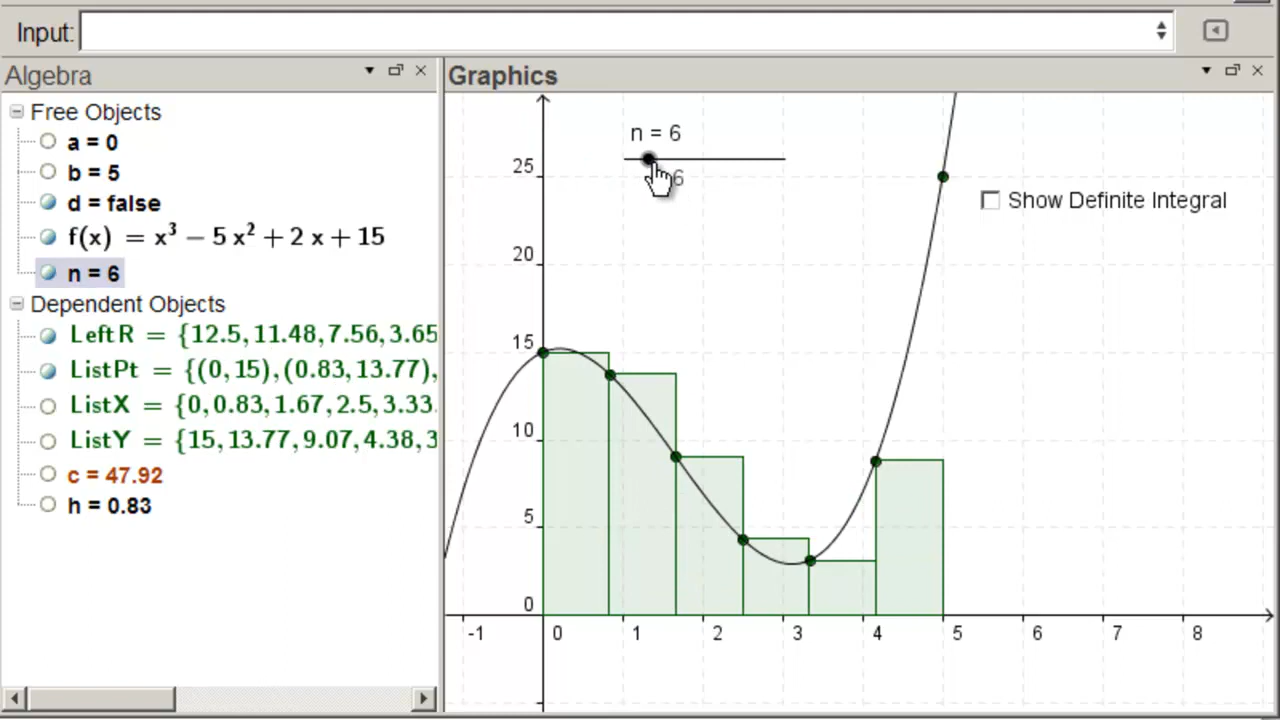 Input:
Algebra
Free Objects
a = 0
b = 5
d = false
f(x) = x³ − 5 x² + 2 x + 15
n = 6
Dependent Objects
LeftR = {12.5, 11.48, 7.56, 3.65
ListPt = {(0, 15), (0.83, 13.77),
ListX = {0, 0.83, 1.67, 2.5, 3.33.
ListY = {15, 13.77, 9.07, 4.38, 3
c = 47.92
h = 0.83
Graphics
n = 6
6
Show Definite Integral
25
20
15
10
5
0
-1 0 1 2 3 4 5 6 7 8